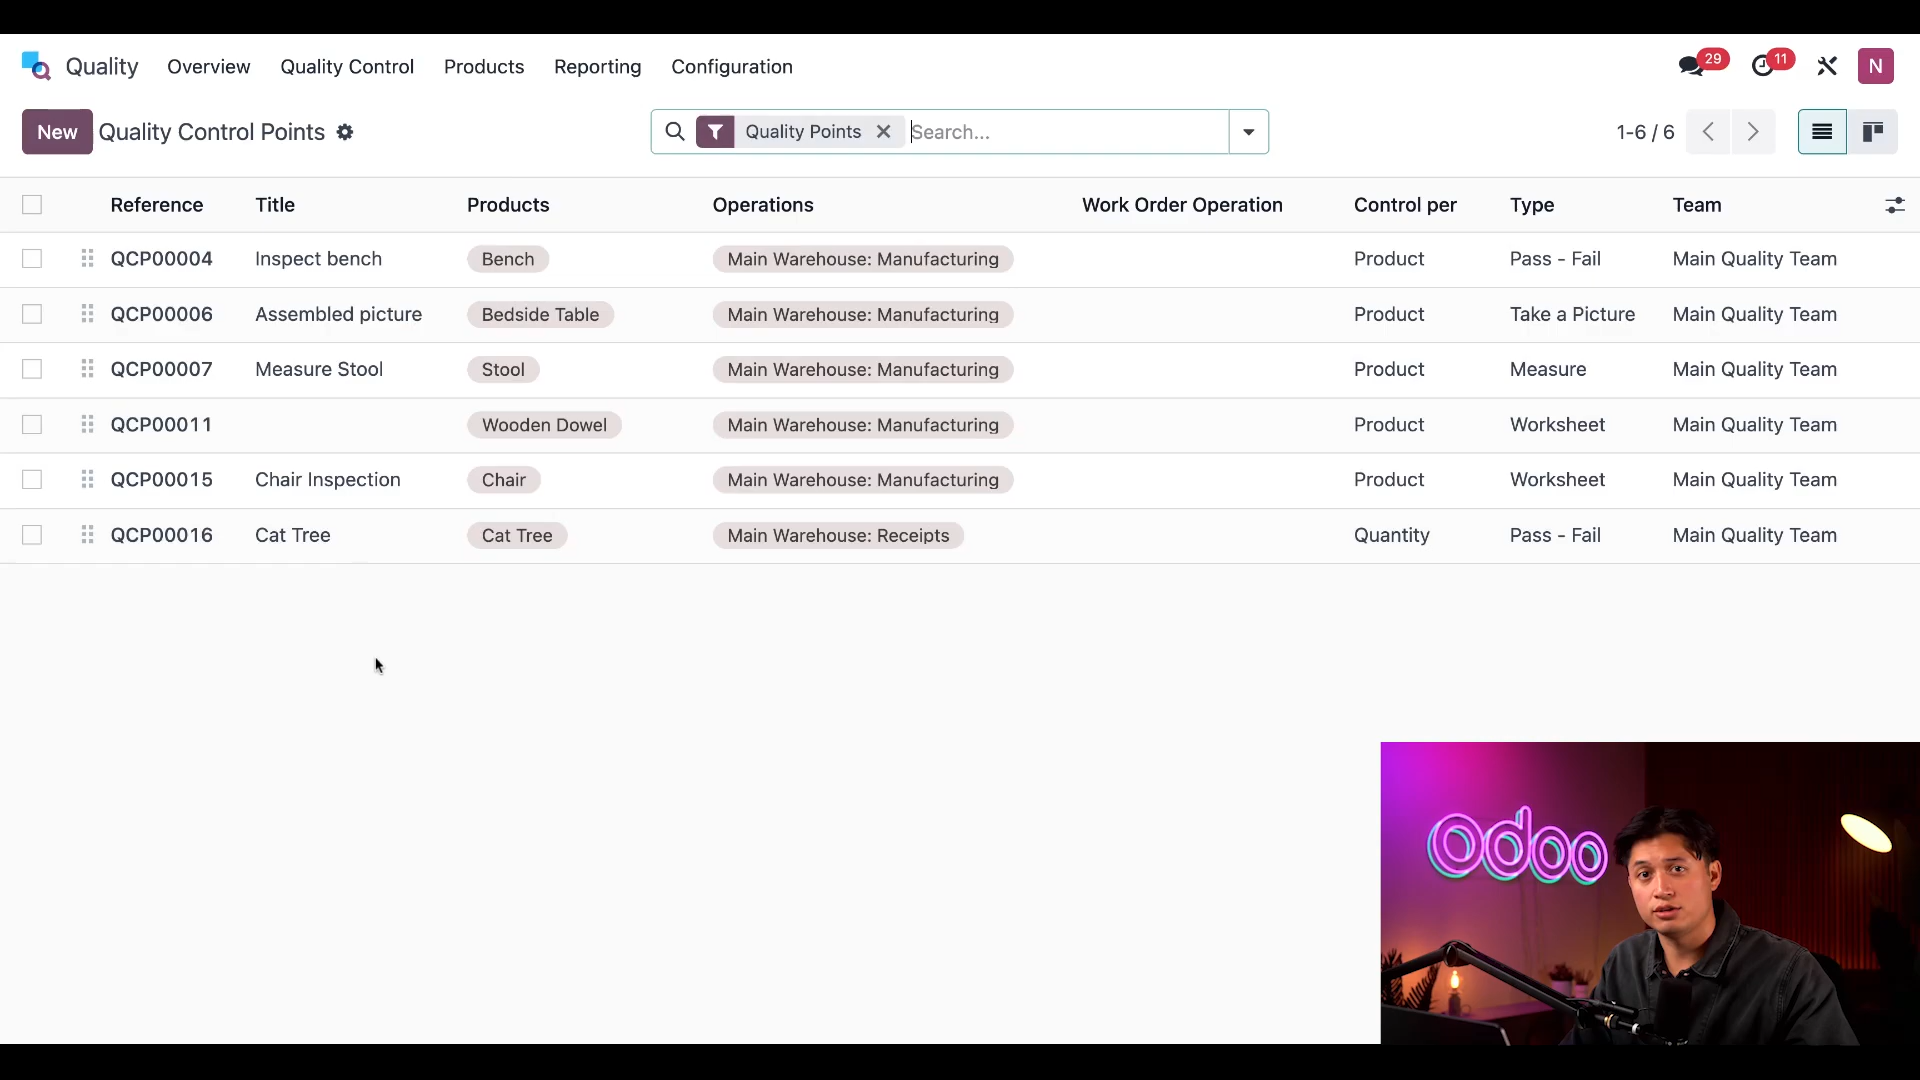 Quality Overview Quality Control Products Reporting Configuration 29 11 N
New Quality Control Points Quality Points Search... 1-6 / 6
Reference Title Products Operations Work Order Operation Control per Type Team
QCP00004 Inspect bench Bench Main Warehouse: Manufacturing Product Pass - Fail Main Quality Team
QCP00006 Assembled picture Bedside Table Main Warehouse: Manufacturing Product Take a Picture Main Quality Team
QCP00007 Measure Stool Stool Main Warehouse: Manufacturing Product Measure Main Quality Team
QCP00011 Wooden Dowel Main Warehouse: Manufacturing Product Worksheet Main Quality Team
QCP00015 Chair Inspection Chair Main Warehouse: Manufacturing Product Worksheet Main Quality Team
QCP00016 Cat Tree Cat Tree Main Warehouse: Receipts Quantity Pass - Fail Main Quality Team
odoo